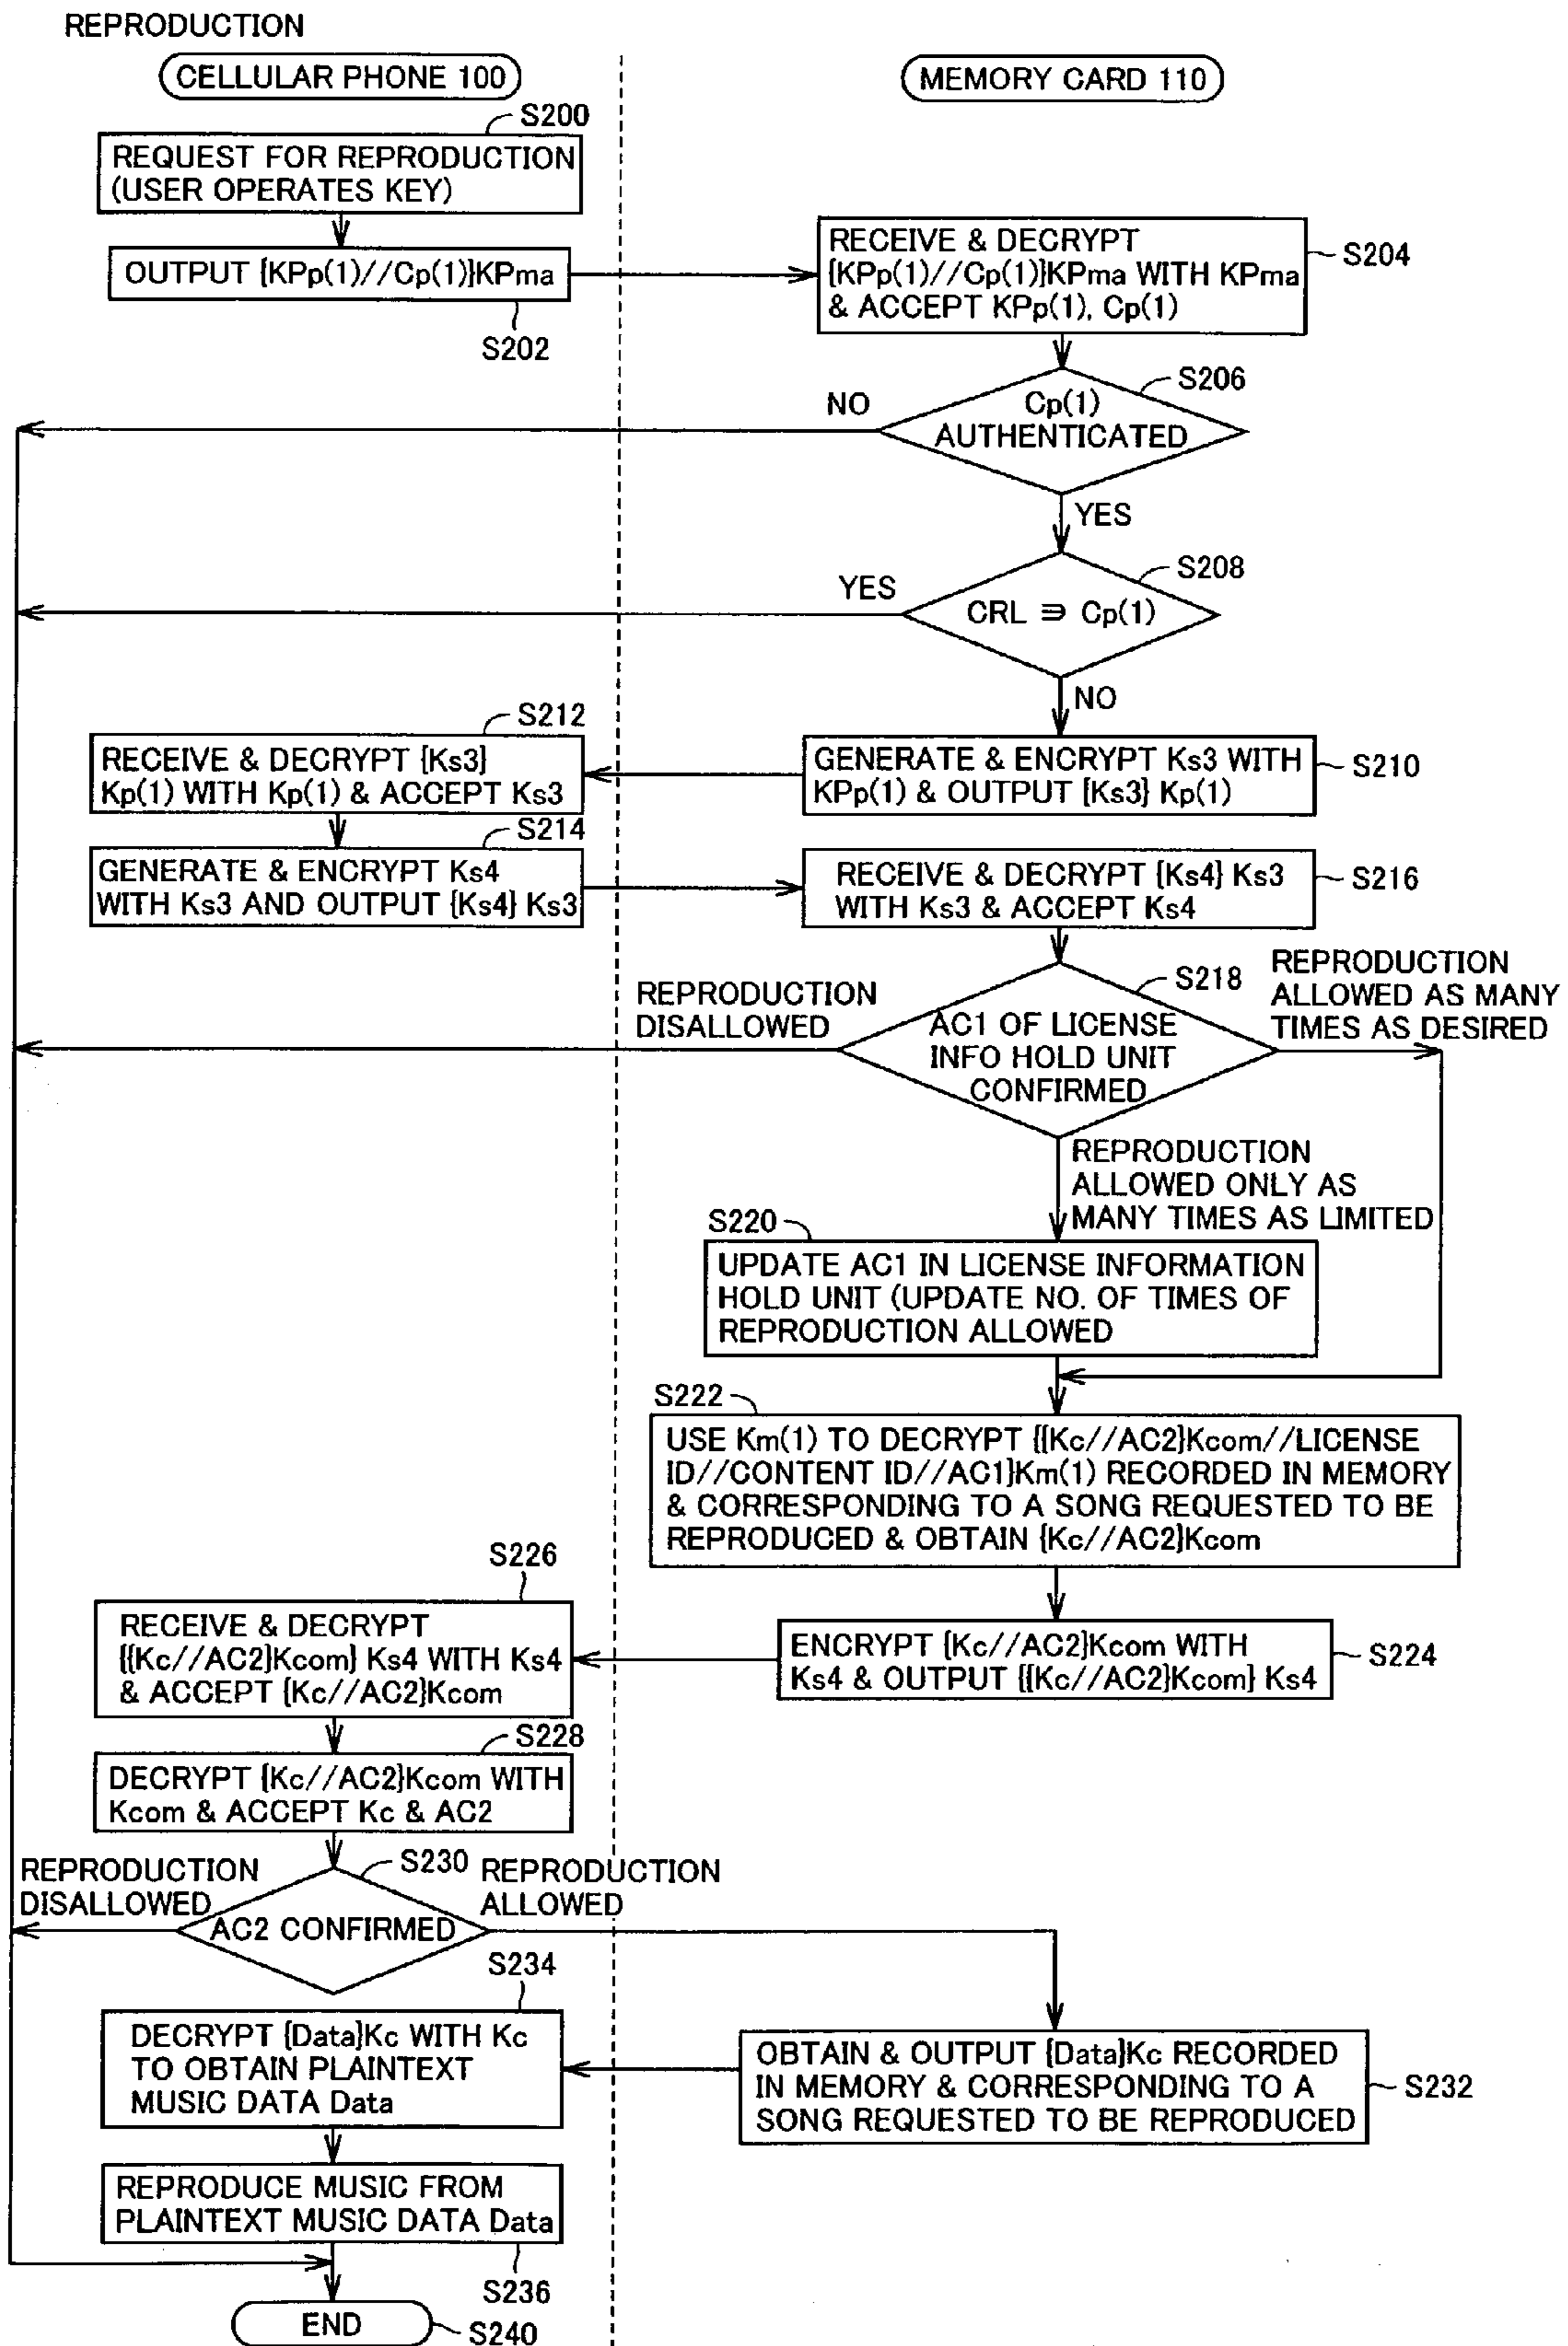 REPRODUCTION
CELLULAR PHONE 100
MEMORY CARD 110
S200
REQUEST FOR REPRODUCTION
(USER OPERATES KEY)
OUTPUT {KPp(1)//Cp(1)}KPma
S202
RECEIVE & DECRYPT
{KPp(1)//Cp(1)}KPma WITH KPma
& ACCEPT KPp(1), Cp(1)
S204
S206
Cp(1)
AUTHENTICATED
NO
YES
S208
CRL ∋ Cp(1)
YES
NO
S210
GENERATE & ENCRYPT Ks3 WITH
KPp(1) & OUTPUT {Ks3} Kp(1)
S212
RECEIVE & DECRYPT {Ks3}
Kp(1) WITH Kp(1) & ACCEPT Ks3
S214
GENERATE & ENCRYPT Ks4
WITH Ks3 AND OUTPUT {Ks4} Ks3
RECEIVE & DECRYPT {Ks4} Ks3
WITH Ks3 & ACCEPT Ks4
S216
S218
AC1 OF LICENSE
INFO HOLD UNIT
CONFIRMED
REPRODUCTION
DISALLOWED
REPRODUCTION
ALLOWED AS MANY
TIMES AS DESIRED
REPRODUCTION
ALLOWED ONLY AS
MANY TIMES AS LIMITED
S220
UPDATE AC1 IN LICENSE INFORMATION
HOLD UNIT (UPDATE NO. OF TIMES OF
REPRODUCTION ALLOWED
S222
USE Km(1) TO DECRYPT {{Kc//AC2}Kcom//LICENSE
ID//CONTENT ID//AC1}Km(1) RECORDED IN MEMORY
& CORRESPONDING TO A SONG REQUESTED TO BE
REPRODUCED & OBTAIN {Kc//AC2}Kcom
ENCRYPT {Kc//AC2}Kcom WITH
Ks4 & OUTPUT {{Kc//AC2}Kcom} Ks4
S224
S226
RECEIVE & DECRYPT
{{Kc//AC2}Kcom} Ks4 WITH Ks4
& ACCEPT {Kc//AC2}Kcom
S228
DECRYPT {Kc//AC2}Kcom WITH
Kcom & ACCEPT Kc & AC2
S230
AC2 CONFIRMED
REPRODUCTION
DISALLOWED
REPRODUCTION
ALLOWED
OBTAIN & OUTPUT {Data}Kc RECORDED
IN MEMORY & CORRESPONDING TO A
SONG REQUESTED TO BE REPRODUCED
S232
S234
DECRYPT {Data}Kc WITH Kc
TO OBTAIN PLAINTEXT
MUSIC DATA Data
REPRODUCE MUSIC FROM
PLAINTEXT MUSIC DATA Data
S236
END
S240